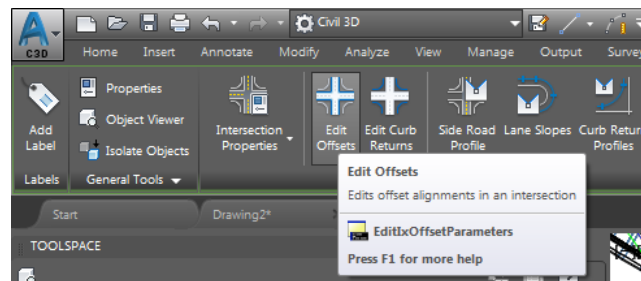 C3D
Civil 3D
Home Insert Annotate Modify Analyze View Manage Output Survey
Properties
Object Viewer
Isolate Objects
Add
Label
Intersection
Properties
Edit
Offsets
Edit Curb
Returns
Side Road
Profile
Lane Slopes
Curb Retur
Profiles
Labels
General Tools
Edit Offsets
Edits offset alignments in an intersection
EditIxOffsetParameters
Press F1 for more help
Start
Drawing2*
TOOLSPACE